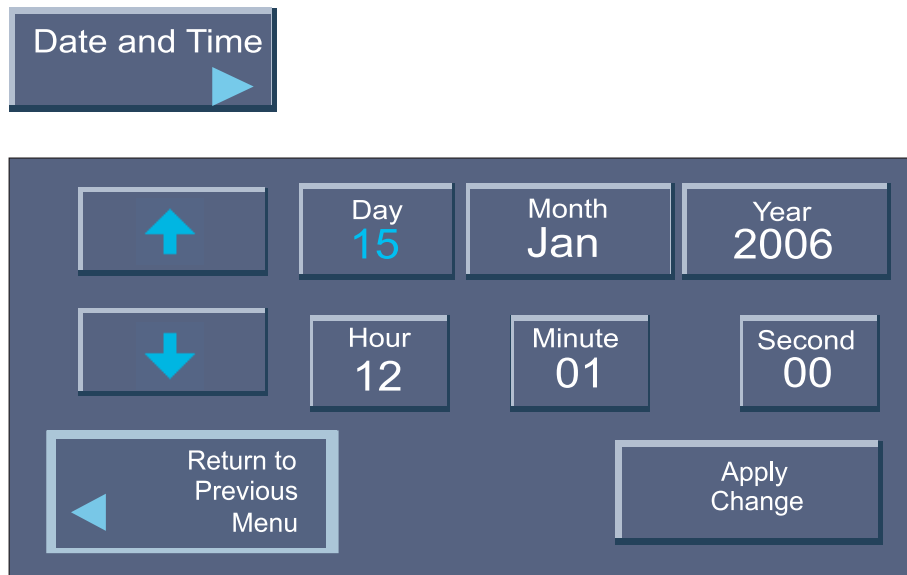 Date and Time
Day
15
Month
Jan
Year
2006
Hour
12
Minute
01
Second
00
Return to
Previous
Menu
Apply
Change